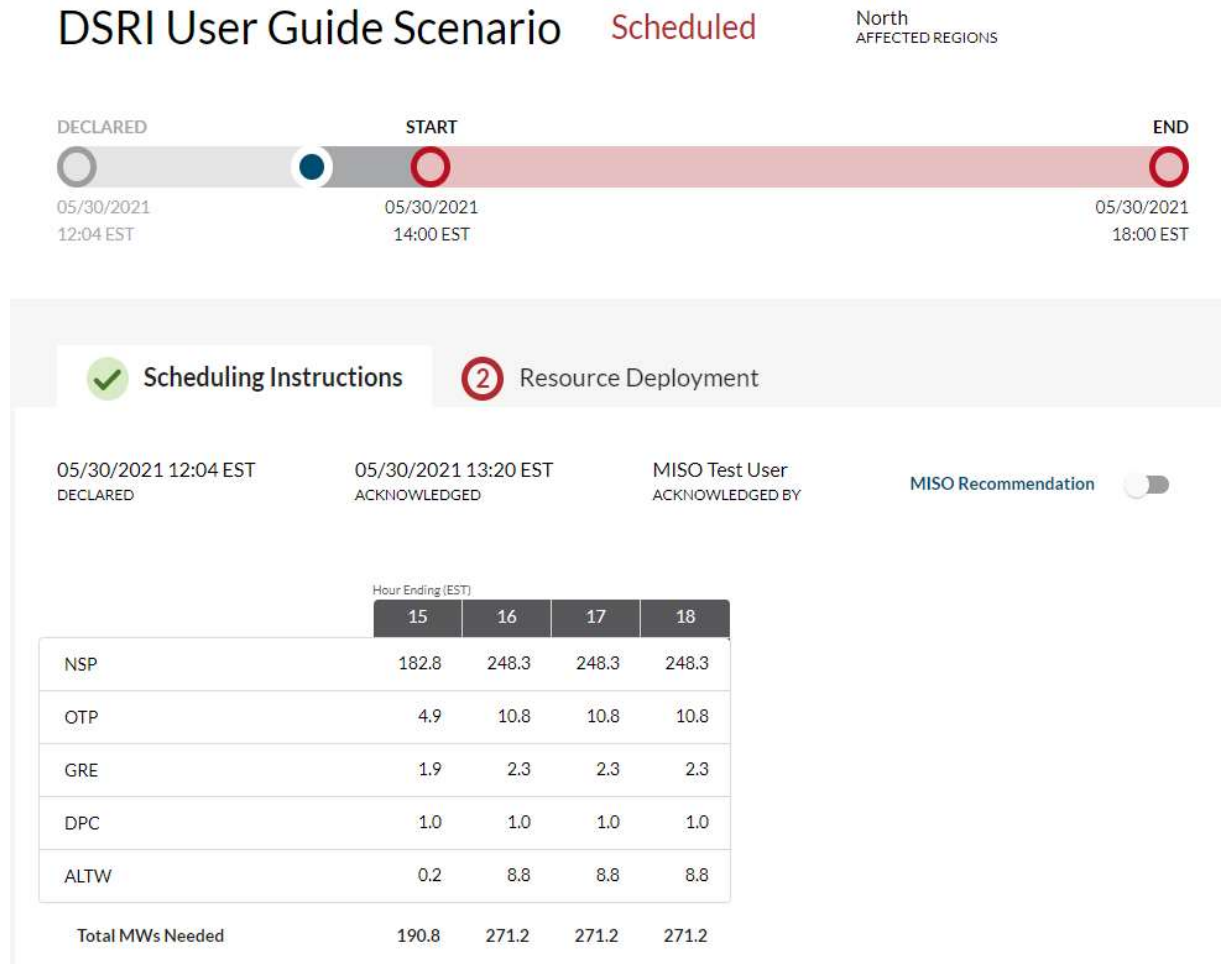 DSRI User Guide Scenario Scheduled North
AFFECTED REGIONS
DECLARED START END
05/30/2021 05/30/2021 05/30/2021
12:04 EST 14:00 EST 18:00 EST
Scheduling Instructions 2 Resource Deployment
05/30/2021 12:04 EST 05/30/2021 13:20 EST MISO Test User MISO Recommendation
DECLARED ACKNOWLEDGED ACKNOWLEDGED BY
Hour Ending (EST)
15 16 17 18
NSP 182.8 248.3 248.3 248.3
OTP 4.9 10.8 10.8 10.8
GRE 1.9 2.3 2.3 2.3
DPC 1.0 1.0 1.0 1.0
ALTW 0.2 8.8 8.8 8.8
Total MWs Needed 190.8 271.2 271.2 271.2